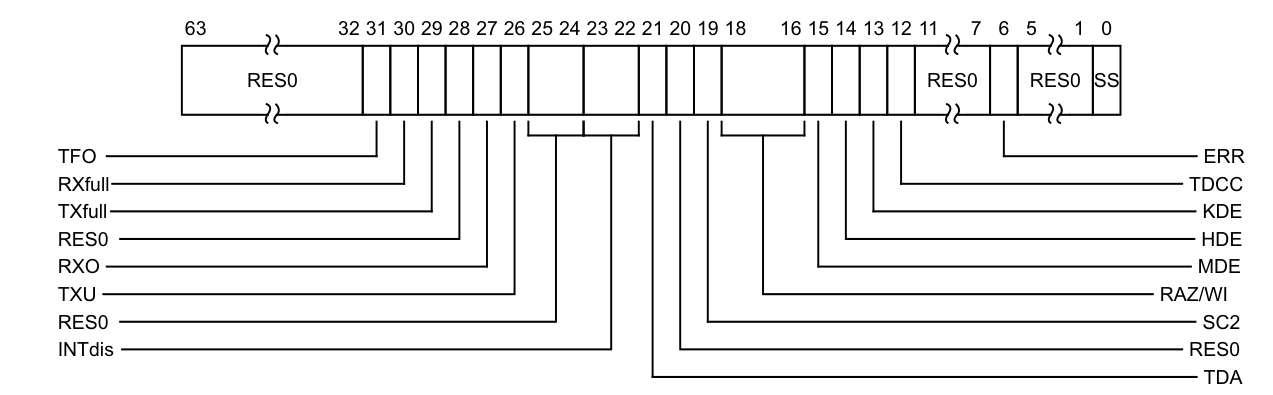 63 32 31 30 29 28 27 26 25 24 23 22 21 20 19 18 16 15 14 13 12 11 7 6 5 1 0
RES0 RES0 RES0 SS
TFO ERR
RXfull TDCC
TXfull KDE
RES0 HDE
RXO MDE
TXU RAZ/WI
RES0 SC2
INTdis RES0
TDA